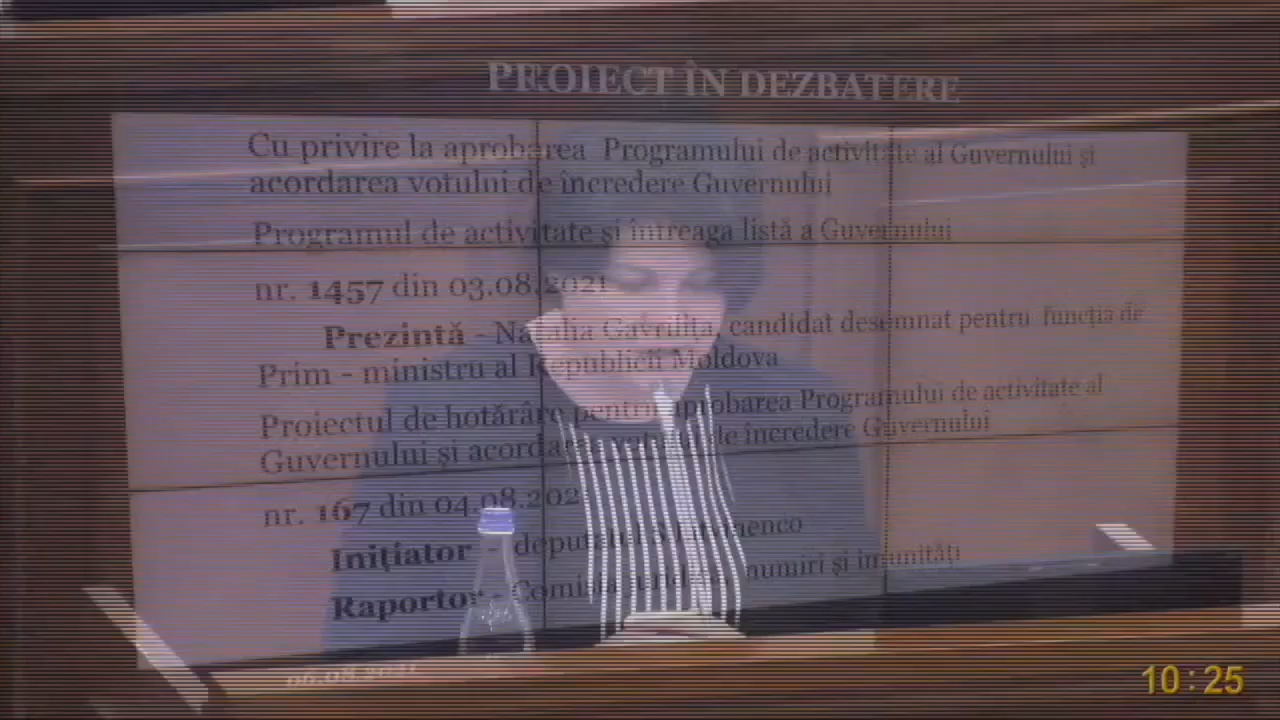 PROIECT ÎN DEZBATERE
Cu privire la aprobarea Programului de activitate al Guvernului și
acordarea votului de încredere Guvernului
Programul de activitate și întreaga listă a Guvernului
nr. 1457 din 03.08.2021
Prezintă - Natalia Gavrilița, candidat desemnat pentru funcția de
Prim - ministru al Republicii Moldova
Proiectul de hotărâre pentru aprobarea Programului de activitate al
Guvernului și acordarea votului de încredere Guvernului
nr. 167 din 04.08.2021
Inițiator -
Raportor - Comisia numiri și imunități
06.08.2021
10:25